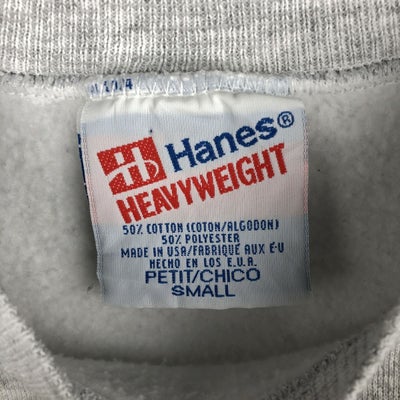 Hanes®
HEAVYWEIGHT
50% COTTON (COTON/ALGODON)
50% POLYESTER
MADE IN USA/FABRIQUE AUX É-U
HECHO EN LOS E.U.A.
PETIT/CHICO
SMALL